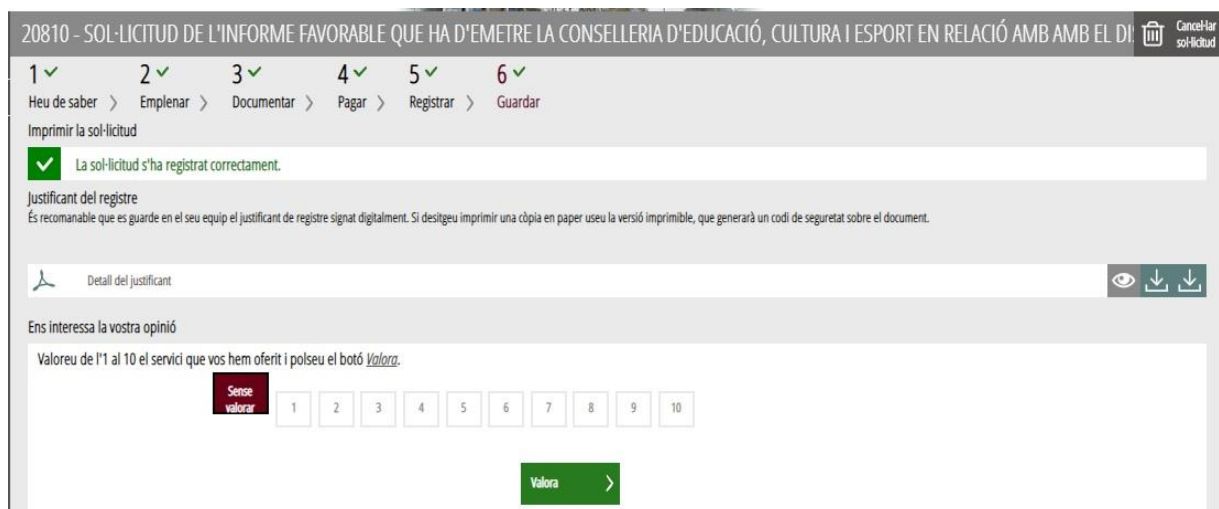 20810 - SOL·LICITUD DE L'INFORME FAVORABLE QUE HA D'EMETRE LA CONSELLERIA D'EDUCACIÓ, CULTURA I ESPORT EN RELACIÓ AMB AMB EL DI
Cancel·lar
sol·licitud
1 2 3 4 5 6
Heu de saber > Emplenar > Documentar > Pagar > Registrar > Guardar
Imprimir la sol·licitud
La sol·licitud s'ha registrat correctament.
Justificant del registre
És recomanable que es guarde en el seu equip el justificant de registre signat digitalment. Si desitgeu imprimir una còpia en paper useu la versió imprimible, que generarà un codi de seguretat sobre el document.
Detall del justificant
Ens interessa la vostra opinió
Valoreu de l'1 al 10 el servici que vos hem oferit i polseu el botó Valora.
Sense
valorar
1 2 3 4 5 6 7 8 9 10
Valora >